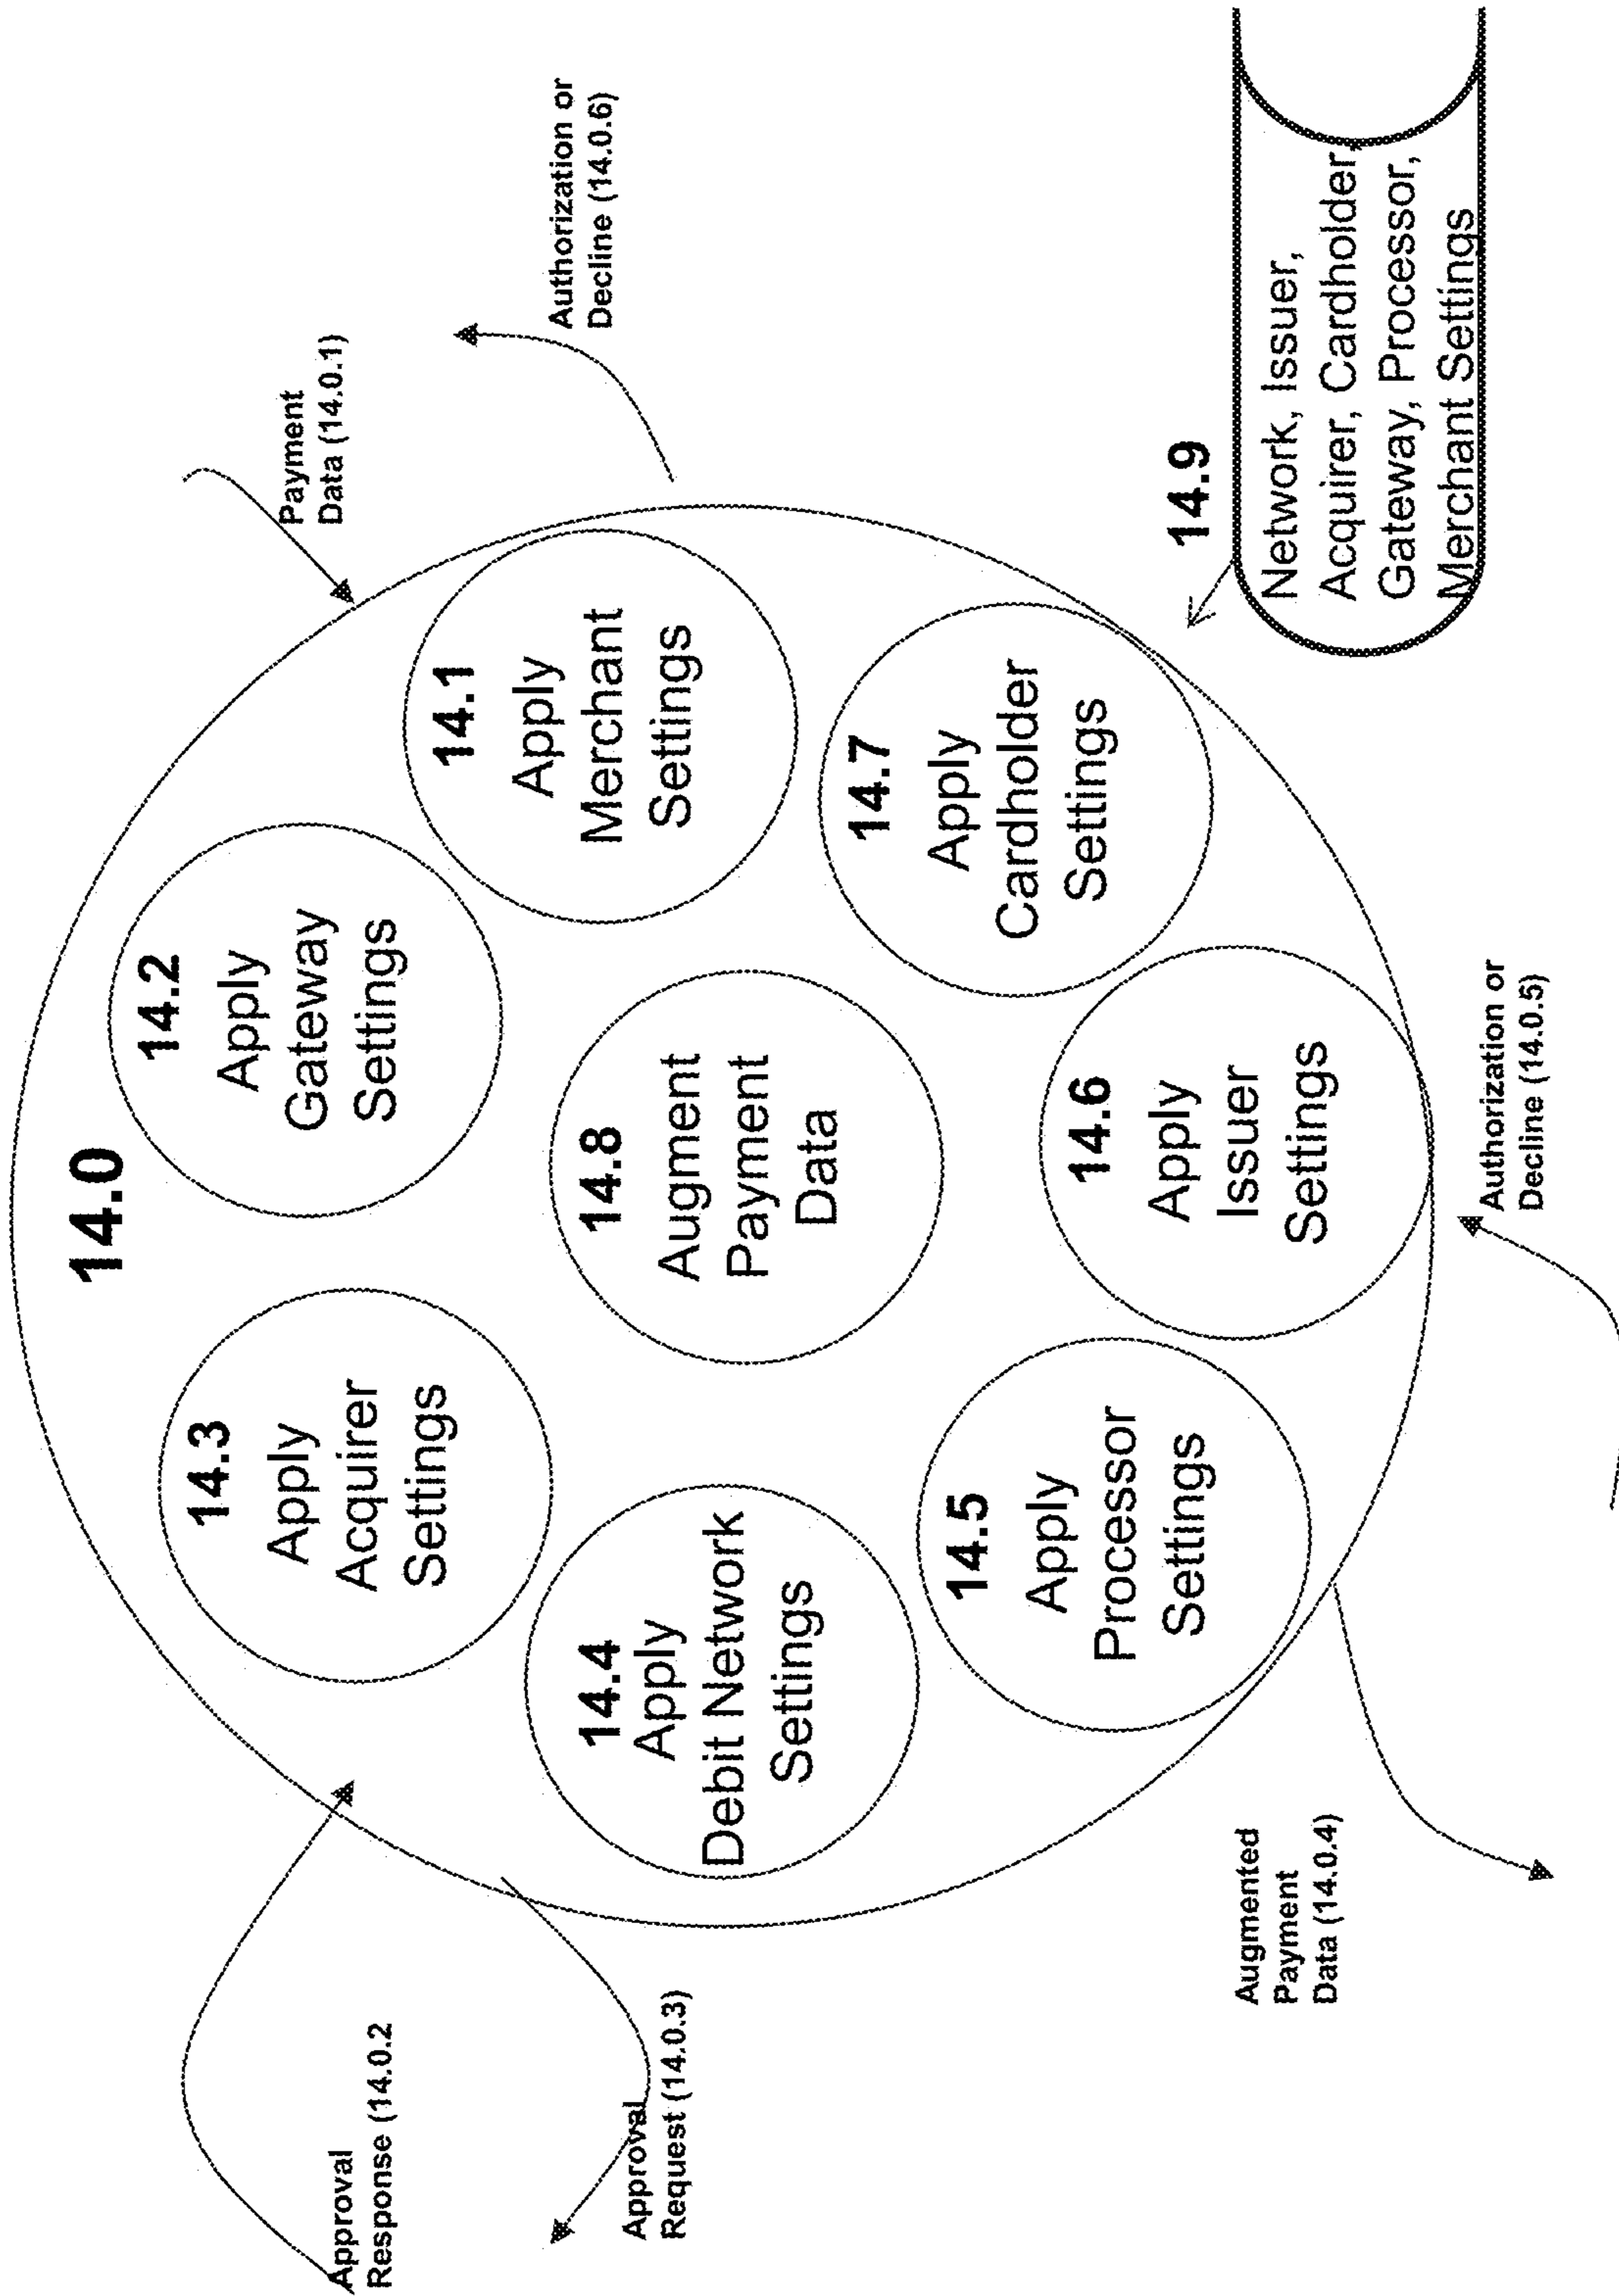 14.0
Payment
Data (14.0.1)
Authorization or
Decline (14.0.6)
Approval
Response (14.0.2
Approval
Request (14.0.3)
14.3
Apply
Acquirer
Settings
14.2
Apply
Gateway
Settings
14.1
Apply
Merchant
Settings
14.4
Apply
Debit Network
Settings
14.8
Augment
Payment
Data
14.7
Apply
Cardholder
Settings
14.5
Apply
Processor
Settings
14.6
Apply
Issuer
Settings
14.9
Network, Issuer,
Acquirer, Cardholder,
Gateway, Processor,
Merchant Settings
Augmented
Payment
Data (14.0.4)
Authorization or
Decline (14.0.5)